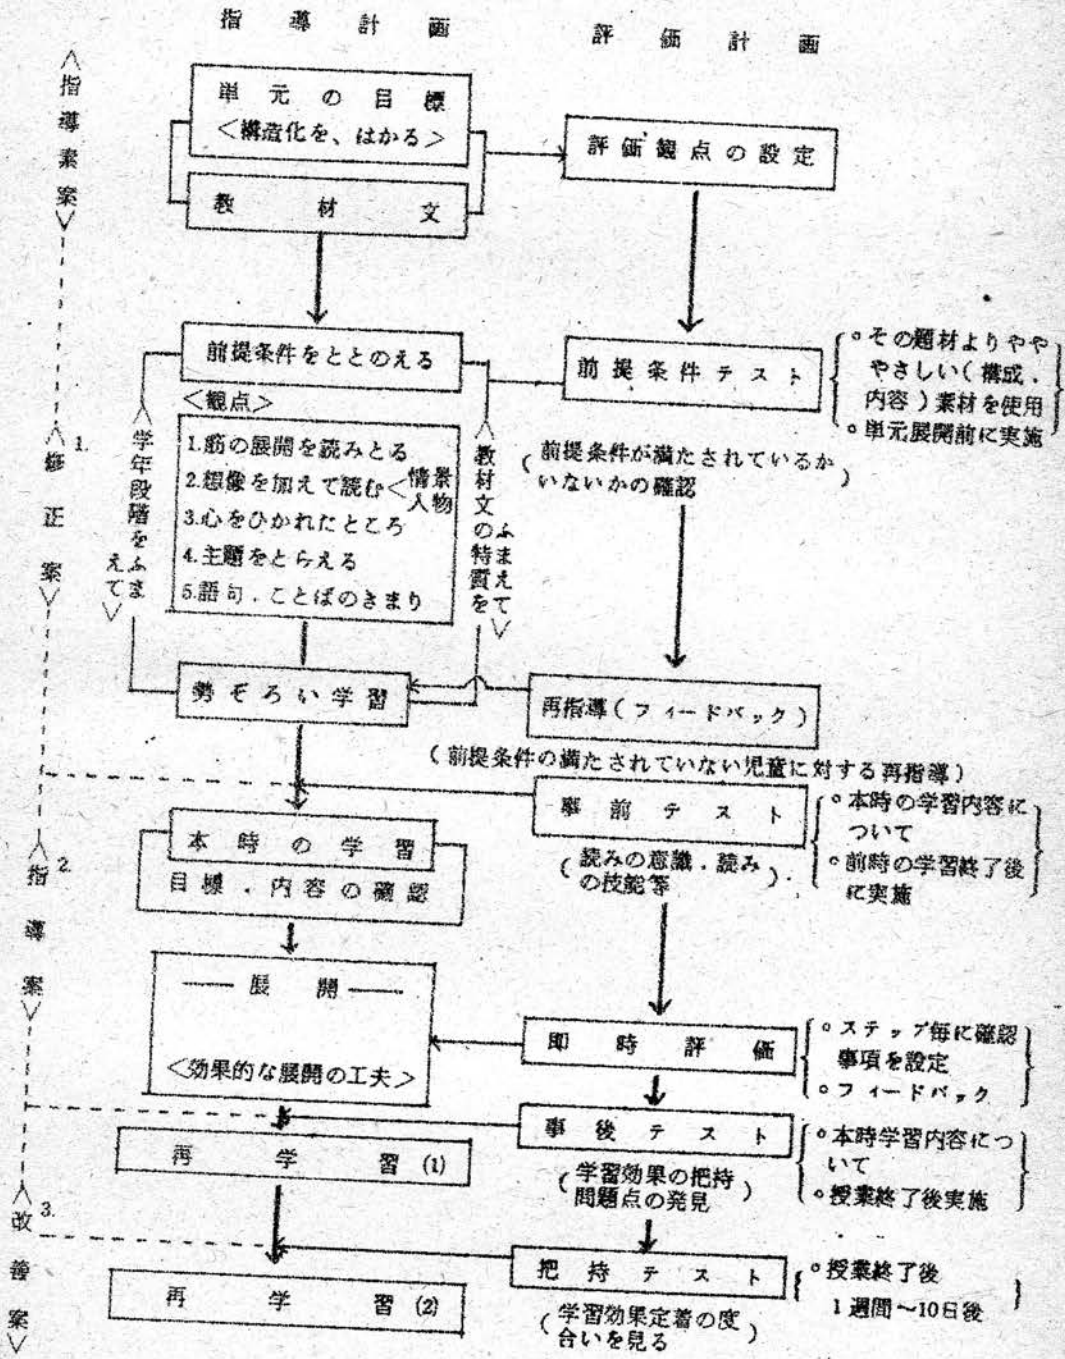 指導計画
評価計画
<指導素案>
単元の目標
<構造化を、はかる>
教材文
評価観点の設定
前提条件をととのえる
前提条件テスト
。その題材よりやや
やさしい(構成.
内容)素材を使用
。単元展開前に実施
<観点>
1.
<修正案>
<学年段階をふま
えて>
1.筋の展開を読みとる
2.想像を加えて読む<情景
人物
3.心をひかれたところ
4.主題をとらえる
5.語句.ことばのきまり
<教材文の特質を
ふまえて>
(前提条件が満たされているか
いないかの確認)
勢ぞろい学習
再指導(フィードバック)
(前提条件の満たされていない児童に対する再指導)
2.
<指導案>
本時の学習
目標.内容の確認
事前テスト
(読みの意識.読み
の技能等)
。本時の学習内容に
ついて
。前時の学習終了後
に実施
―― 展開 ――
<効果的な展開の工夫>
即時評価
。ステップ毎に確認
事項を設定
。フィードバック
3.
<改善案>
再学習(1)
事後テスト
(学習効果の把持
問題点の発見)
。本時学習内容につ
いて
。授業終了後実施
再学習(2)
把持テスト
(学習効果定着の度
合いを見る)
。授業終了後
1週間~10日後